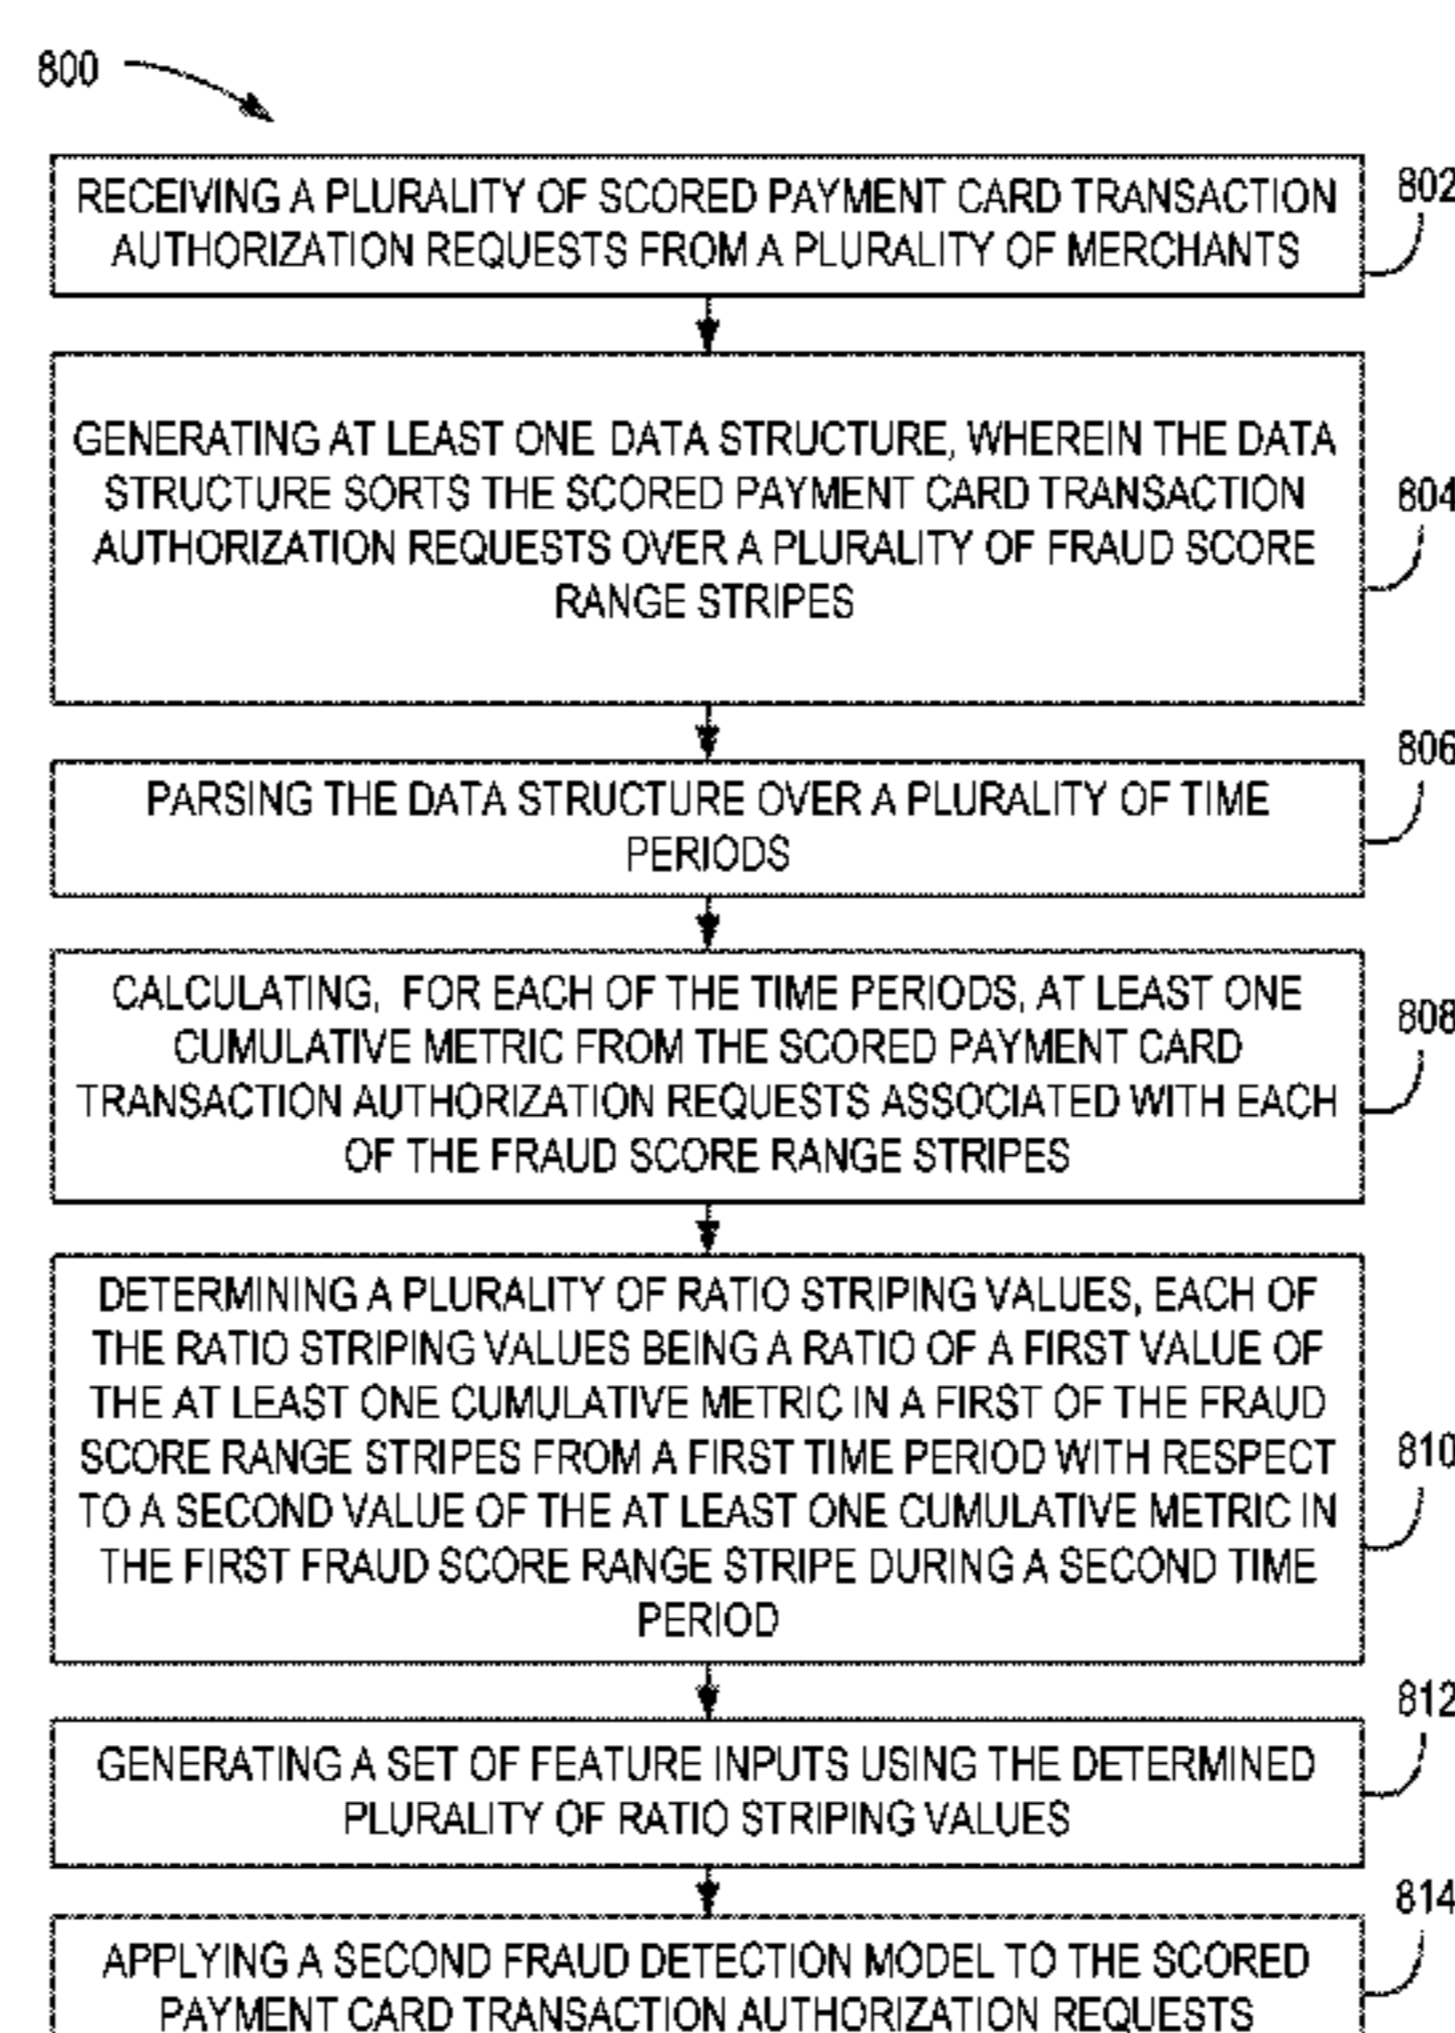 800
802
RECEIVING A PLURALITY OF SCORED PAYMENT CARD TRANSACTION
AUTHORIZATION REQUESTS FROM A PLURALITY OF MERCHANTS
GENERATING AT LEAST ONE DATA STRUCTURE, WHEREIN THE DATA
STRUCTURE SORTS THE SCORED PAYMENT CARD TRANSACTION
804
AUTHORIZATION REQUESTS OVER A PLURALITY OF FRAUD SCORE
RANGE STRIPES
806
PARSING THE DATA STRUCTURE OVER A PLURALITY OF TIME
PERIODS
CALCULATING, FOR EACH OF THE TIME PERIODS, AT LEAST ONE
808
CUMULATIVE METRIC FROM THE SCORED PAYMENT CARD
TRANSACTION AUTHORIZATION REQUESTS ASSOCIATED WITH EACH
OF THE FRAUD SCORE RANGE STRIPES
DETERMINING A PLURALITY OF RATIO STRIPING VALUES, EACH OF
THE RATIO STRIPING VALUES BEING A RATIO OF A FIRST VALUE OF
THE AT LEAST ONE CUMULATIVE METRIC IN A FIRST OF THE FRAUD
SCORE RANGE STRIPES FROM A FIRST TIME PERIOD WITH RESPECT
810
TO A SECOND VALUE OF THE AT LEAST ONE CUMULATIVE METRIC IN
THE FIRST FRAUD SCORE RANGE STRIPE DURING A SECOND TIME
PERIOD
812
GENERATING A SET OF FEATURE INPUTS USING THE DETERMINED
PLURALITY OF RATIO STRIPING VALUES
814
APPLYING A SECOND FRAUD DETECTION MODEL TO THE SCORED
PAYMENT CARD TRANSACTION AUTHORIZATION REQUESTS